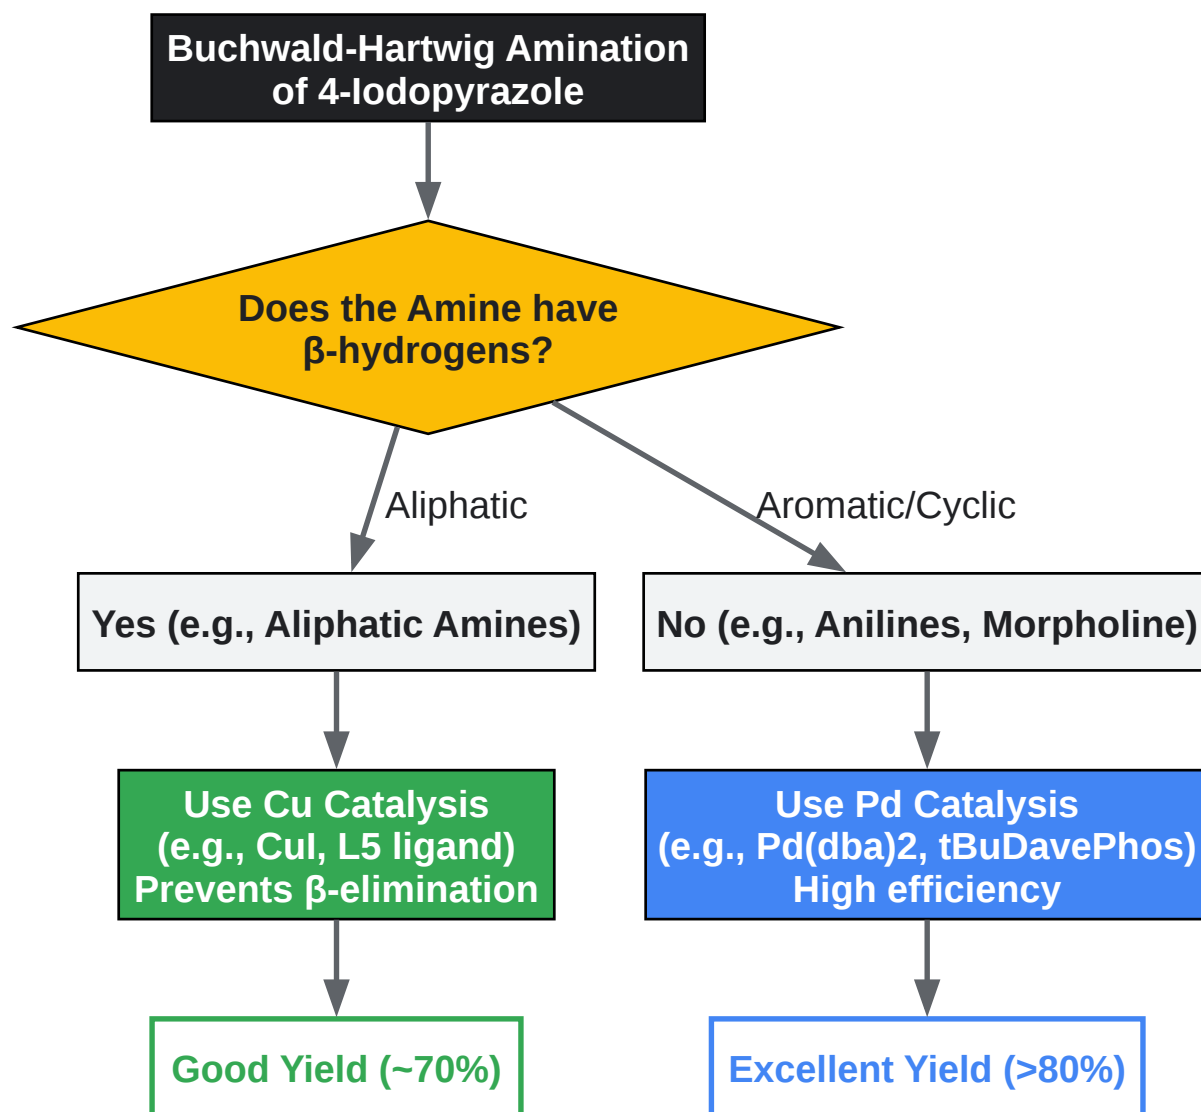 Buchwald-Hartwig Amination
of 4-Iodopyrazole
Does the Amine have
β-hydrogens?
Aliphatic
Aromatic/Cyclic
Yes (e.g., Aliphatic Amines)
No (e.g., Anilines, Morpholine)
Use Cu Catalysis
(e.g., CuI, L5 ligand)
Prevents β-elimination
Use Pd Catalysis
(e.g., Pd(dba)2, tBuDavePhos)
High efficiency
Good Yield (~70%)
Excellent Yield (>80%)